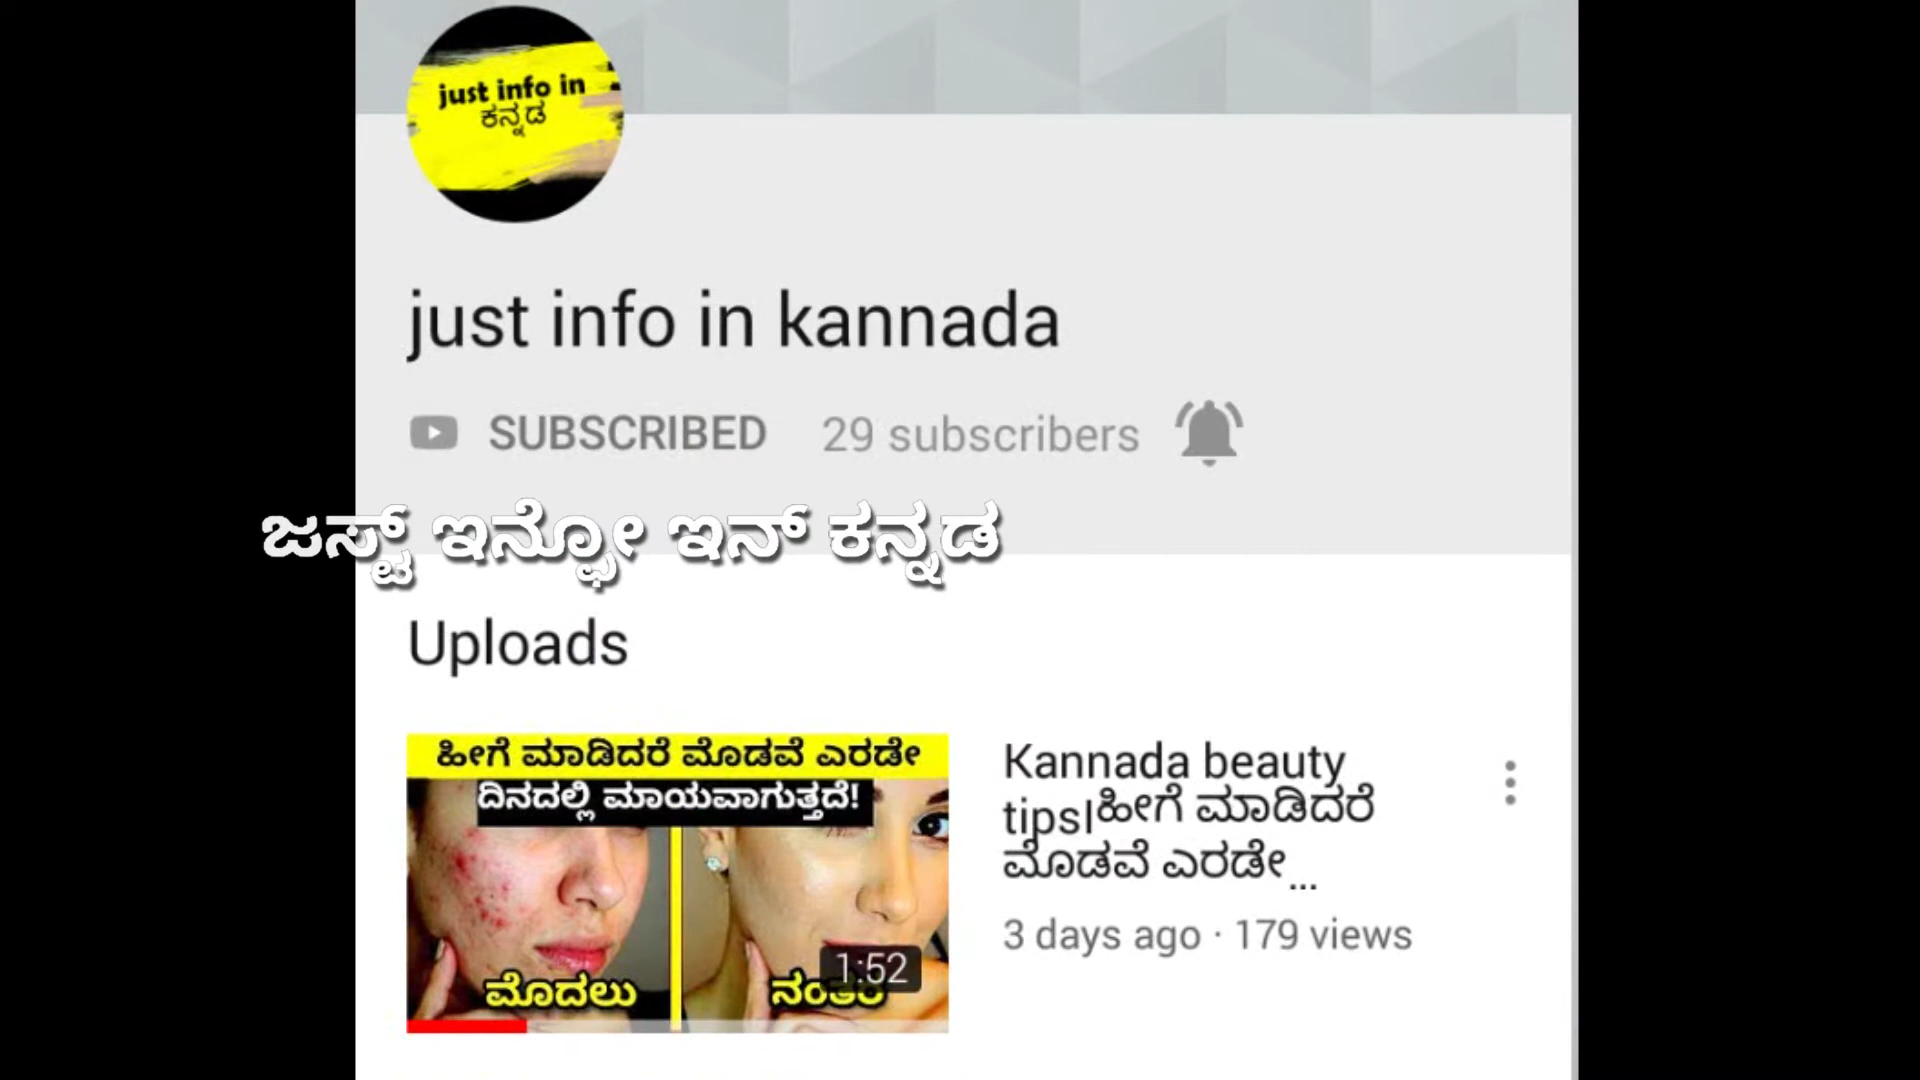 just info in
ಕನ್ನಡ
just info in kannada
SUBSCRIBED 29 subscribers
ಜಸ್ಟ್ ಇನ್ಫೋ ಇನ್ ಕನ್ನಡ
Uploads
ಹೀಗೆ ಮಾಡಿದರೆ ಮೊಡವೆ ಎರಡೇ
ದಿನದಲ್ಲಿ ಮಾಯವಾಗುತ್ತದೆ!
ಮೊದಲು
ನಂತರ
1:52
Kannada beauty
tips|ಹೀಗೆ ಮಾಡಿದರೆ
ಮೊಡವೆ ಎರಡೇ...
3 days ago · 179 views